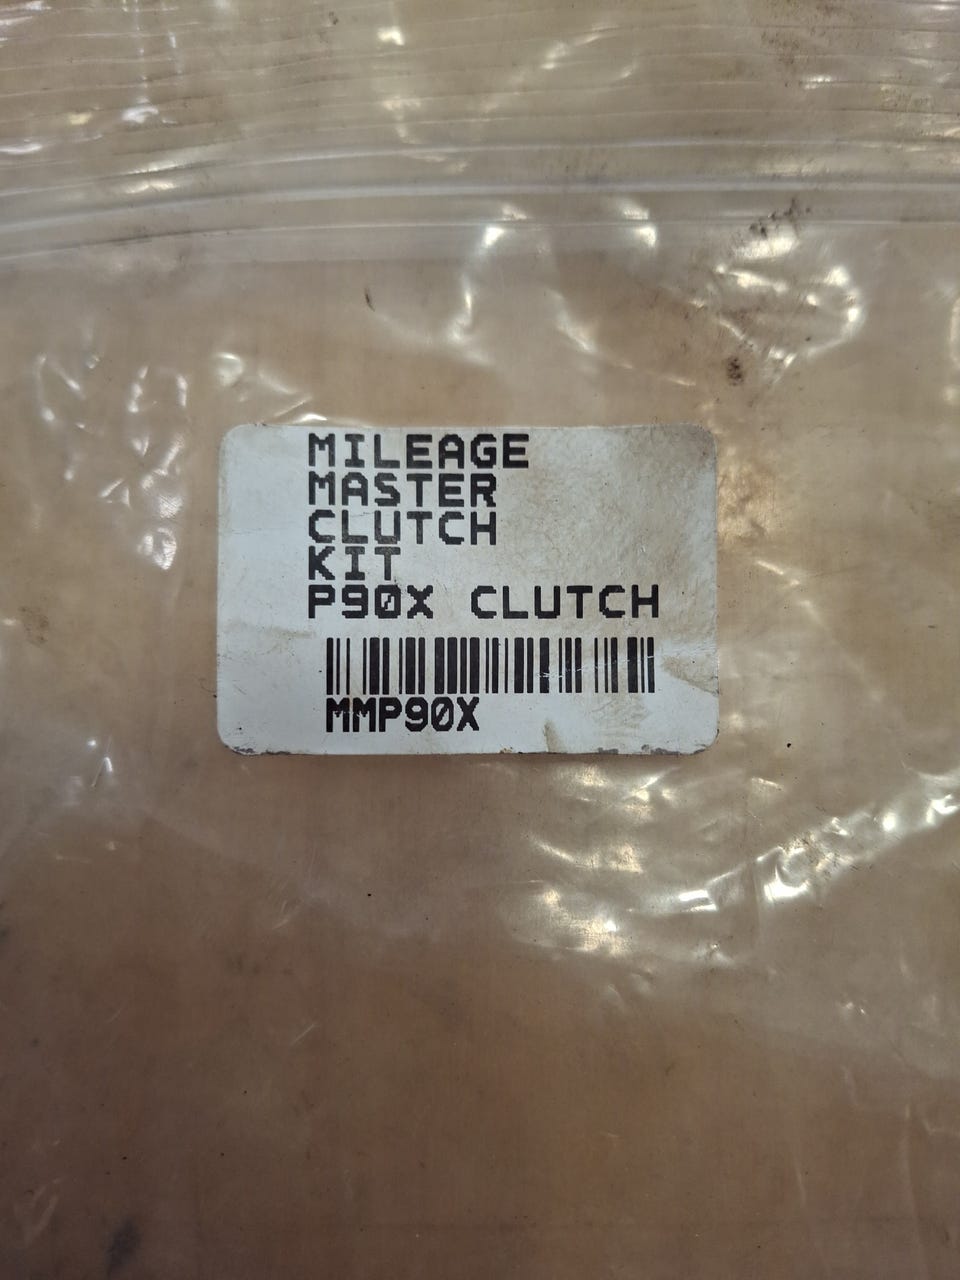 MILEAGE
MASTER
CLUTCH
KIT
P90X CLUTCH
MMP90X